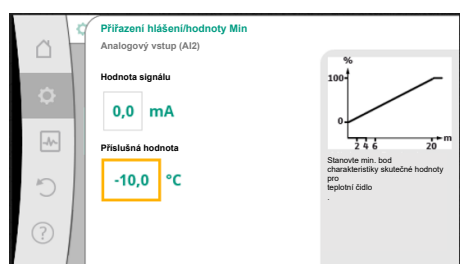 Přiřazení hlášení/hodnoty Min
Analogový vstup (AI2)
Hodnota signálu
0,0 mA
Příslušná hodnota
-10,0 °C
%
100
0
2 4 6 20 m
Stanovte min. bod
charakteristiky skutečné hodnoty
pro
teplotní čidlo
.
?